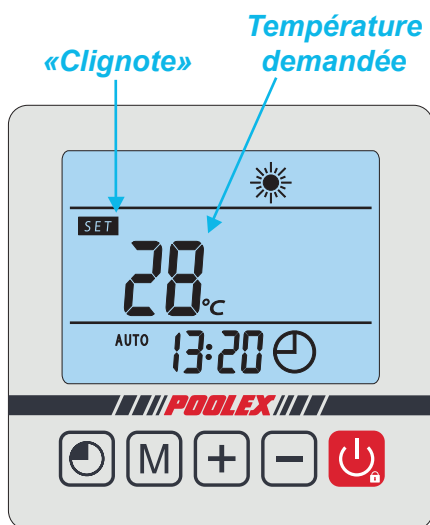 Température
demandée
«Clignote»
SET
28°C
AUTO 13:20
POOLEX
M + -